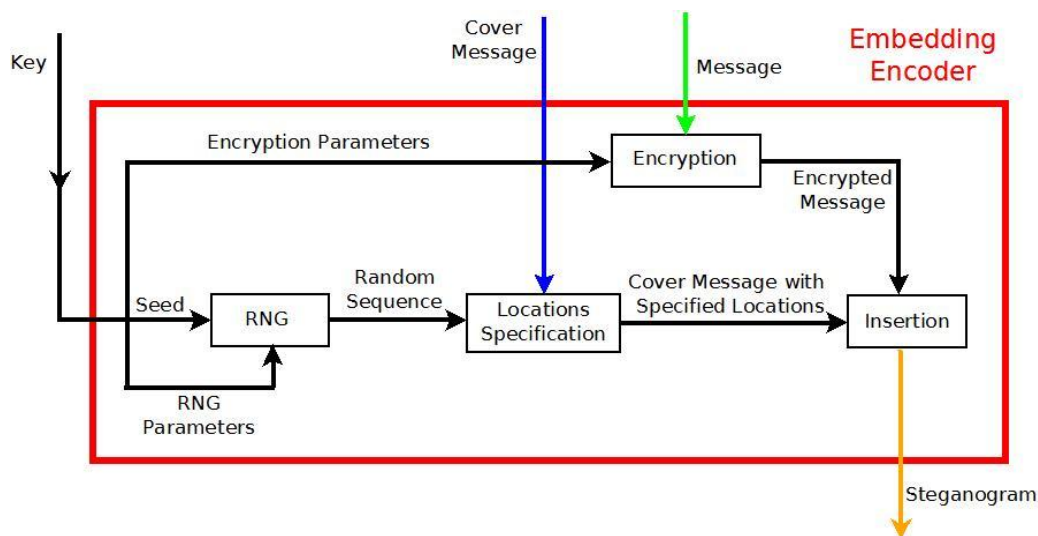 Key
Cover
Message
Message
Embedding
Encoder
Encryption Parameters
Encryption
Encrypted
Message
Seed
RNG
Random
Sequence
Locations
Specification
Cover Message with
Specified Locations
Insertion
RNG
Parameters
Steganogram